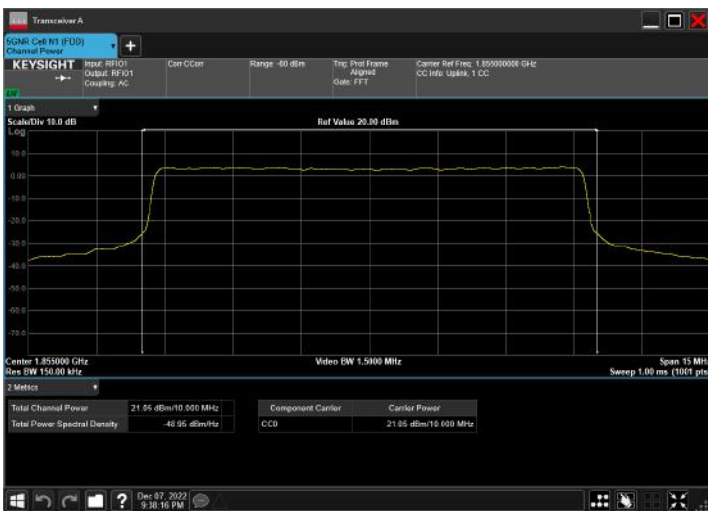 Transceiver A
5GNR Cell N1 (FDD)
Channel Power
KEYSIGHT
Input: RFIO1
Output: RFIO1
Coupling: AC
Corr CCorr
Range: -60 dBm
Trig: Prot Frame
Aligned
Gate: FFT
Carrier Ref Freq: 1.855000000 GHz
CC Info: Uplink, 1 CC
1 Graph
Scale/Div 10.0 dB
Ref Value 20.00 dBm
Log
10.0
0.00
-10.0
-20.0
-30.0
-40.0
-50.0
-60.0
-70.0
Center 1.855000 GHz
Video BW 1.5000 MHz
Span 15 MHz
Res BW 150.00 kHz
Sweep 1.00 ms (1001 pts
2 Metrics
Total Channel Power 21.05 dBm/10.000 MHz
Total Power Spectral Density -48.95 dBm/Hz
Component Carrier Carrier Power
CC0 21.05 dBm/10.000 MHz
?
Dec 07, 2022
9:38:16 PM